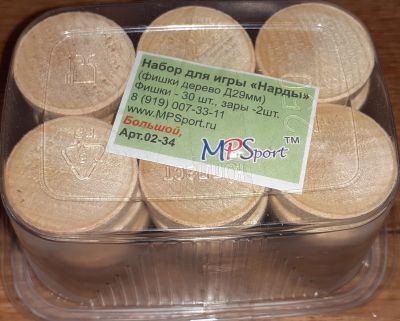 Набор для игры «Нарды»
(фишки дерево Д29мм)
Фишки - 30 шт., зары -2шт.
8 (919) 007-33-11
www.MPSport.ru
Большой,
Арт.02-34
MPSport™